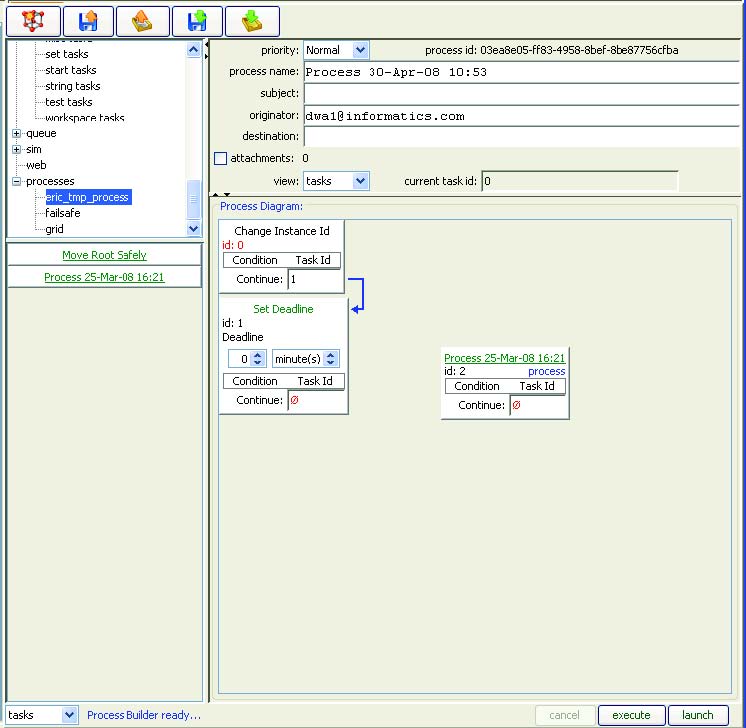 misc tasks
set tasks
start tasks
string tasks
test tasks
workspace tasks
queue
sim
web
processes
eric_tmp_process
failsafe
grid
Move Root Safely
Process 25-Mar-08 16:21
priority: Normal process id: 03ea8e05-ff83-4958-8bef-8be87756cfba
process name: Process 30-Apr-08 10:53
subject:
originator: dwa1@informatics.com
destination:
attachments: 0
view: tasks current task id: 0
Process Diagram:
Change Instance Id
id: 0
Condition Task Id
Continue: 1
Set Deadline
id: 1
Deadline
0 minute(s)
Condition Task Id
Continue: Ø
Process 25-Mar-08 16:21
id: 2 process
Condition Task Id
Continue: Ø
tasks Process Builder ready... cancel execute launch